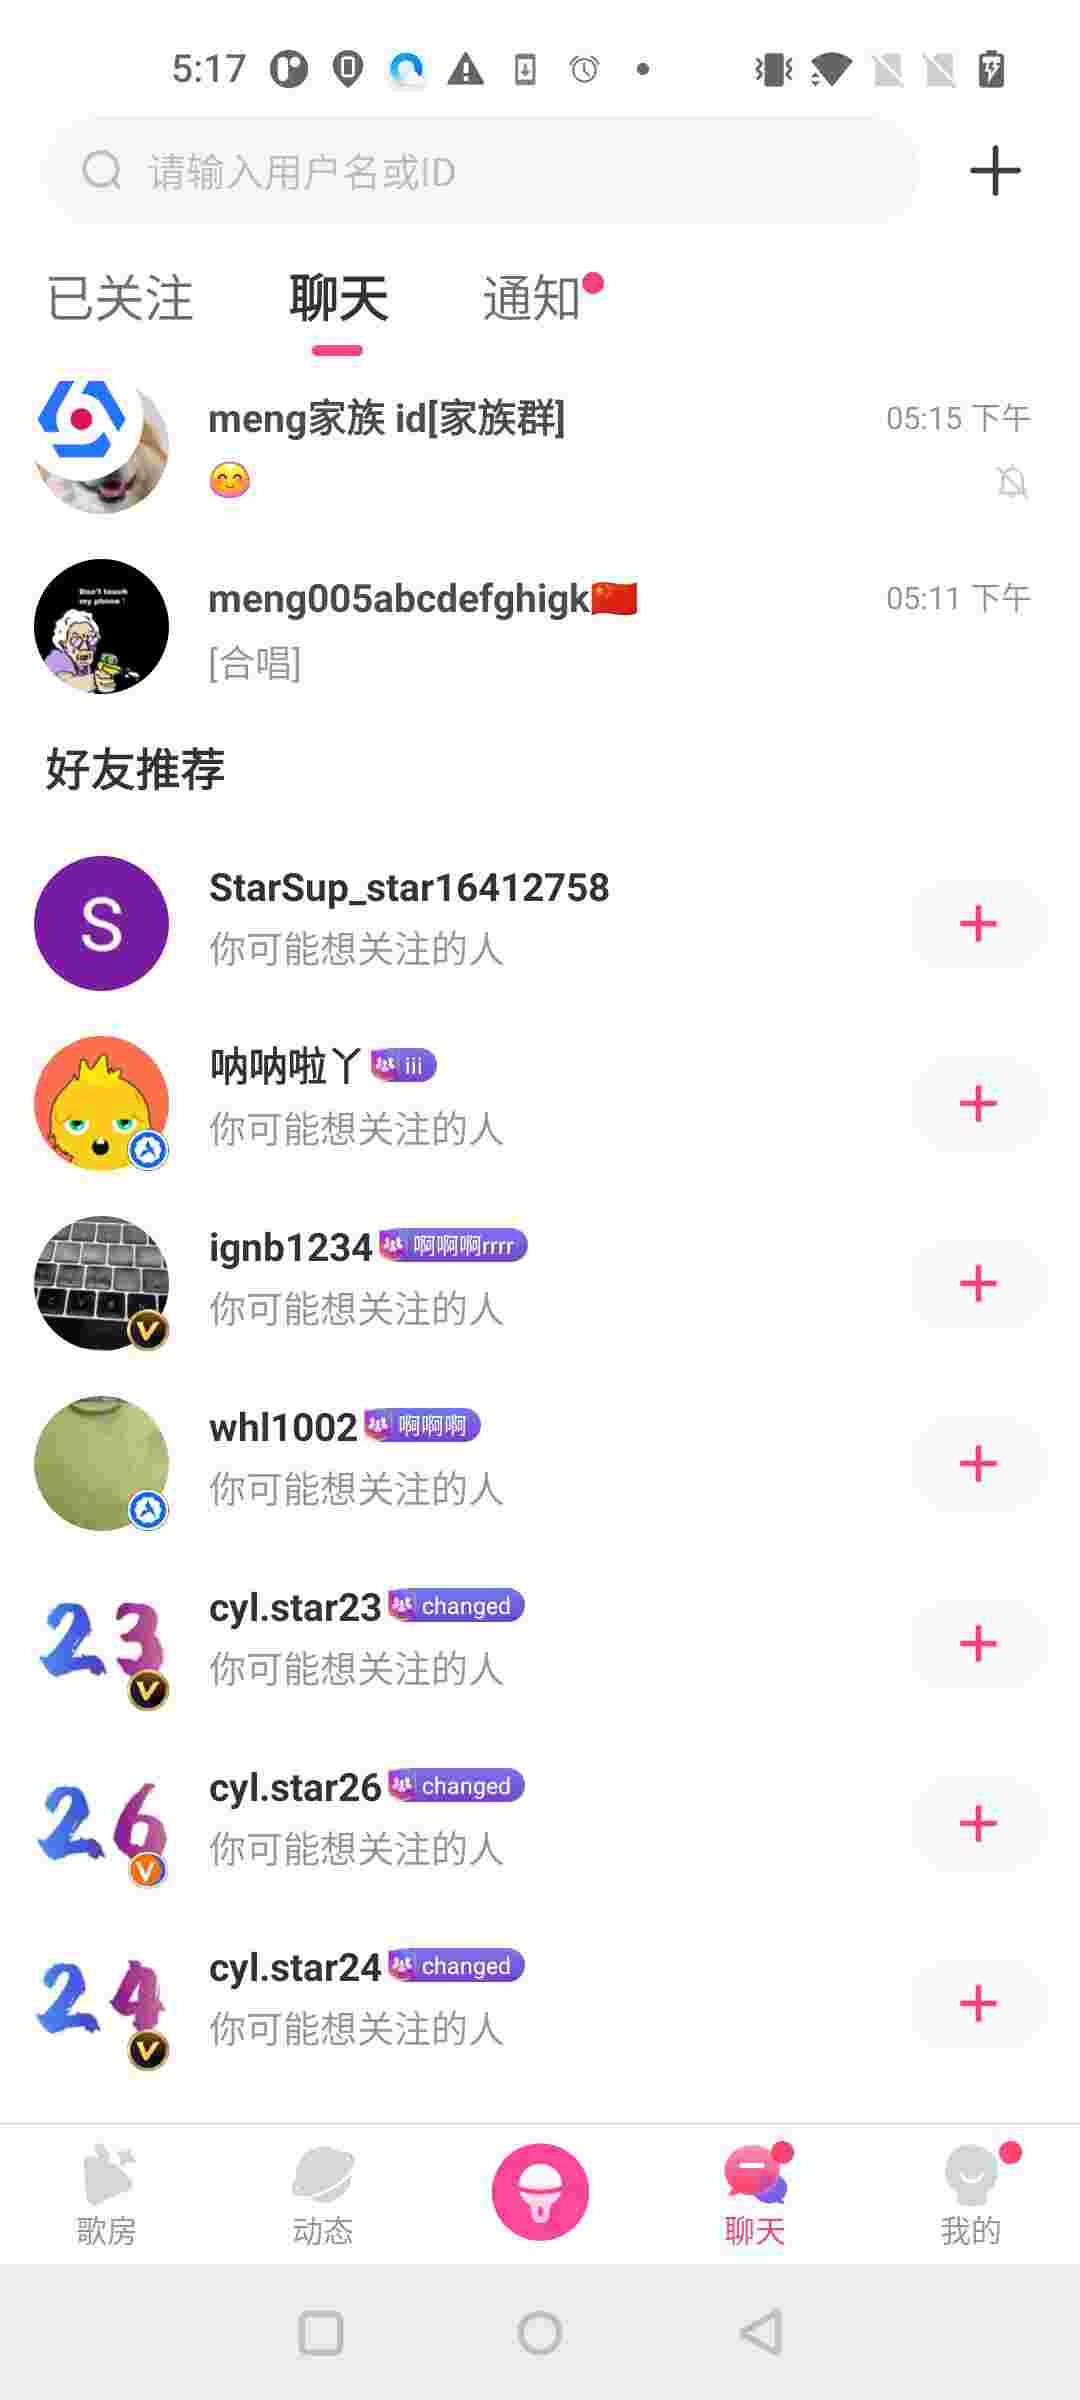 5:17
请输入用户名或ID
已关注 聊天 通知
meng家族 id[家族群] 05:15 下午
😊
meng005abcdefghigk🇨🇳 05:11 下午
[合唱]
Don't touch
my phone !
好友推荐
S
StarSup_star16412758
你可能想关注的人
呐呐啦丫 iii
你可能想关注的人
ignb1234 啊啊啊rrrr
你可能想关注的人
whl1002 啊啊啊
你可能想关注的人
23
cyl.star23 changed
你可能想关注的人
26
cyl.star26 changed
你可能想关注的人
24
cyl.star24 changed
你可能想关注的人
歌房 动态 聊天 我的